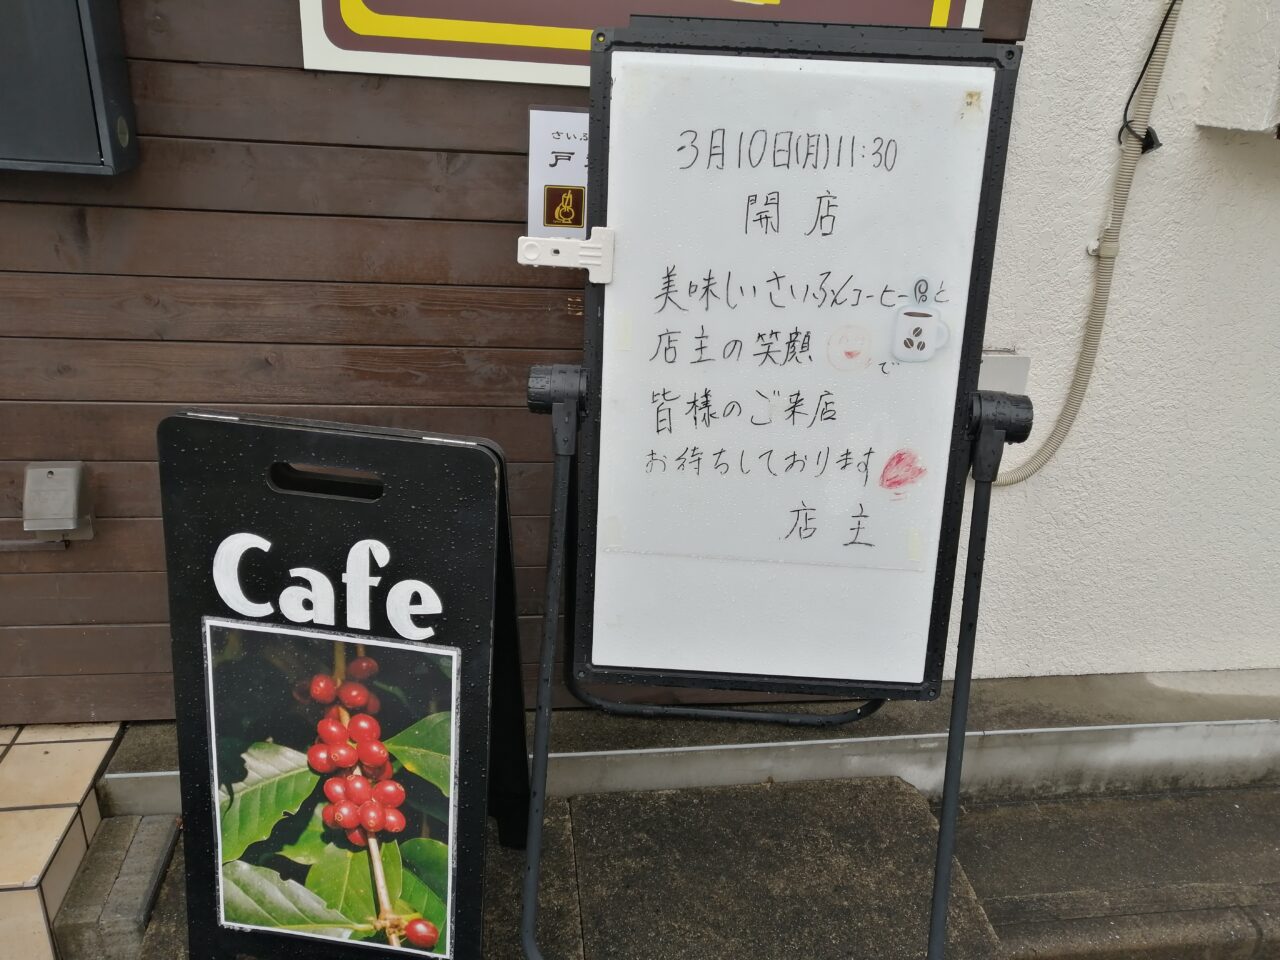 さいふ
戸
3月10日(月)11:30
開店
美味しいさいふぉんコーヒーと
店主の笑顔で
皆様のご来店
お待ちしております
店主
Cafe